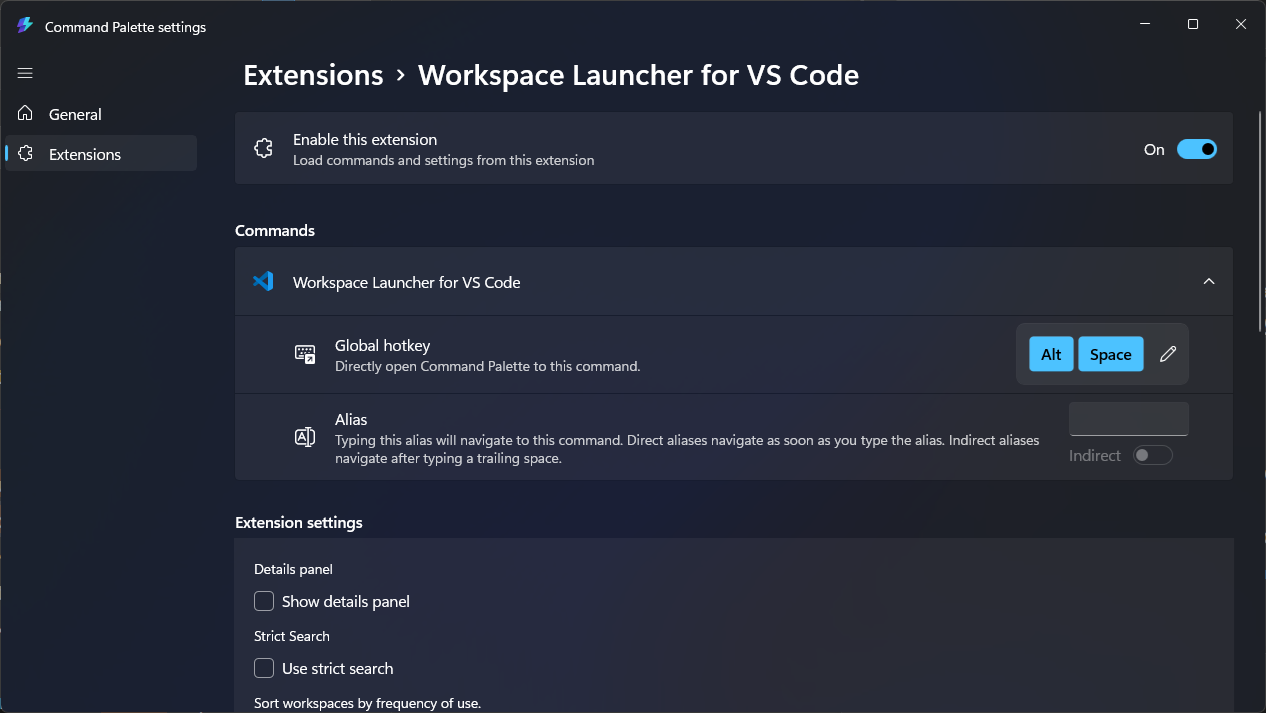 Command Palette settings
Extensions › Workspace Launcher for VS Code
General
Extensions
Enable this extension
Load commands and settings from this extension
On
Commands
Workspace Launcher for VS Code
Global hotkey
Directly open Command Palette to this command.
Alt
Space
Alias
Typing this alias will navigate to this command. Direct aliases navigate as soon as you type the alias. Indirect aliases
navigate after typing a trailing space.
Indirect
Extension settings
Details panel
Show details panel
Strict Search
Use strict search
Sort workspaces by frequency of use.